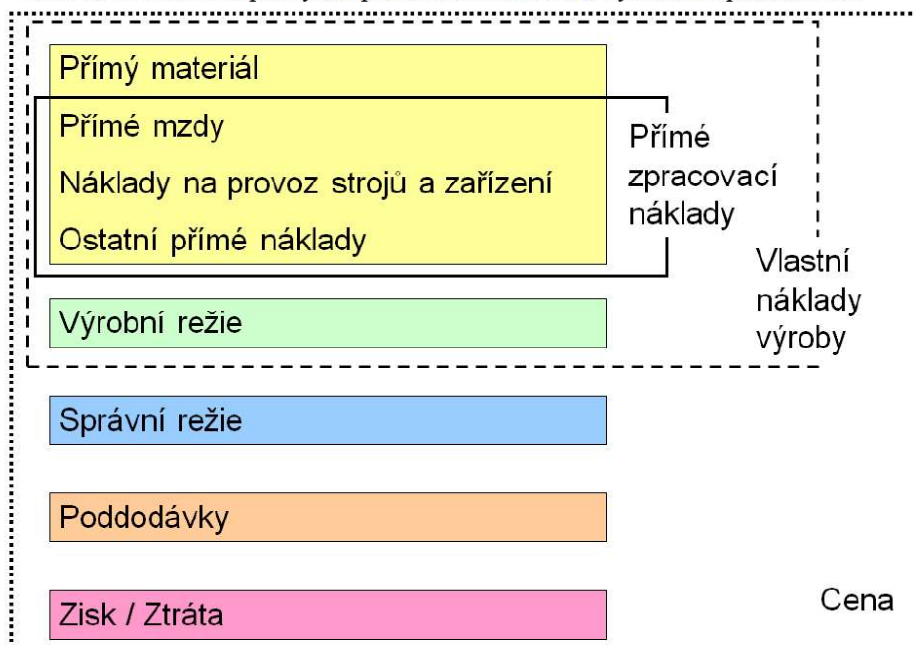 Přímý materiál
Přímé mzdy
Náklady na provoz strojů a zařízení
Ostatní přímé náklady
Přímé
zpracovací
náklady
Výrobní režie
Vlastní
náklady
výroby
Správní režie
Poddodávky
Zisk / Ztráta
Cena